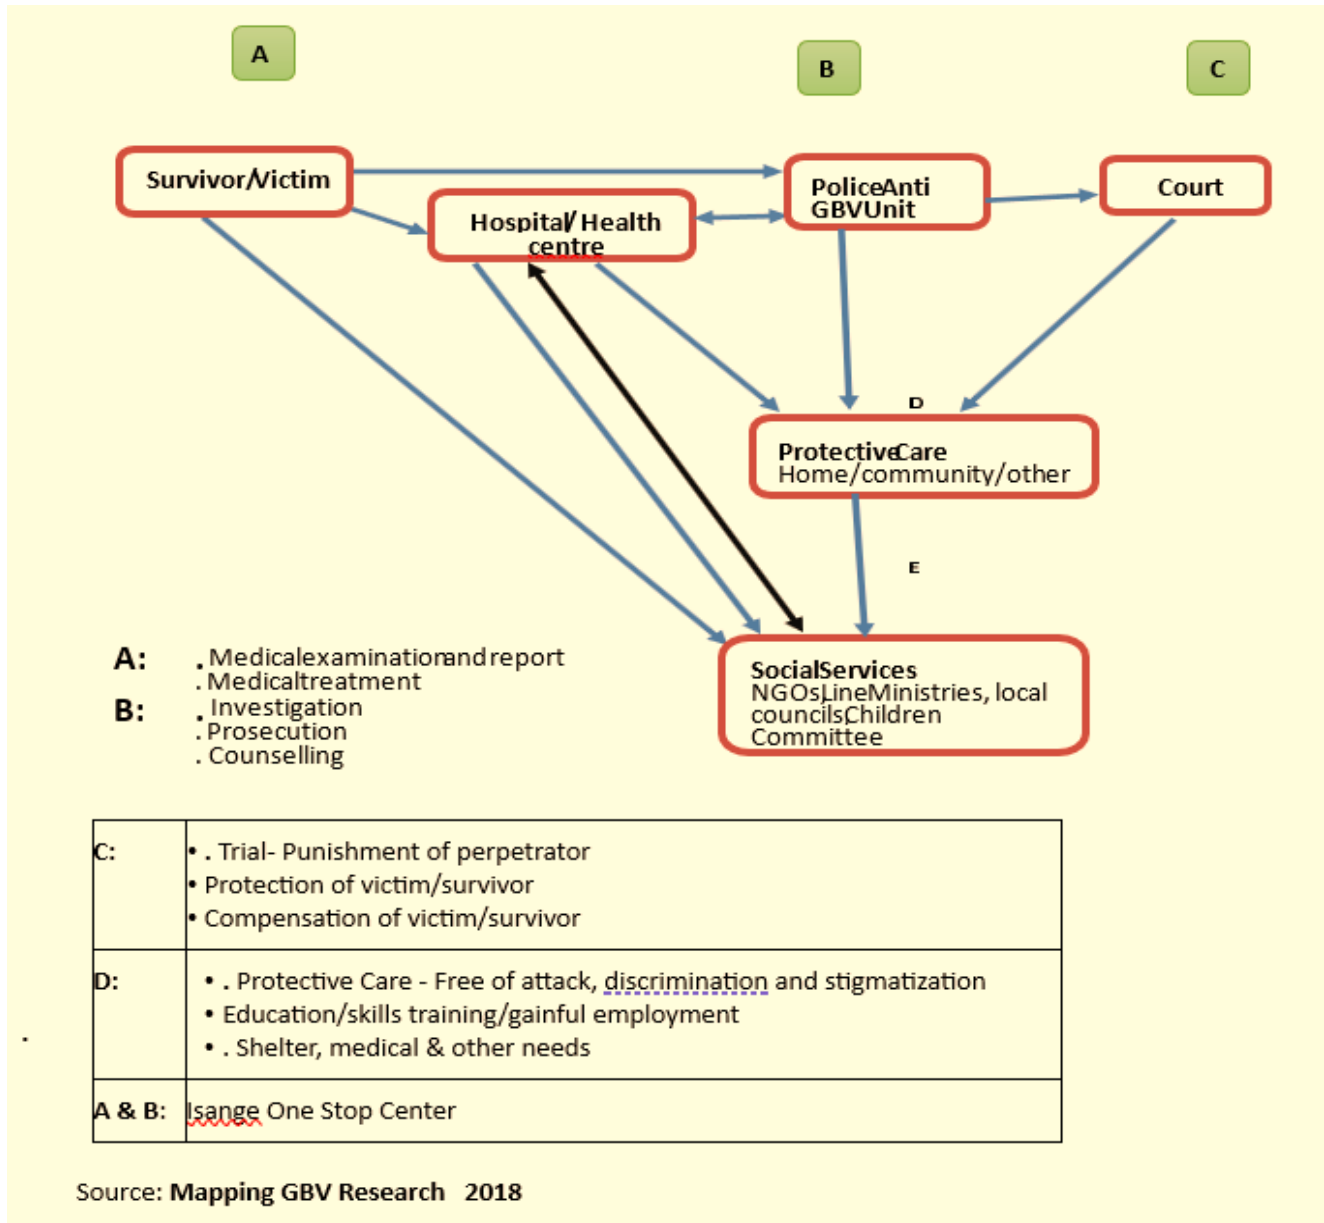 A
B
C
Survivor/Victim
Hospital/ Health
centre
PoliceAnti
GBVUnit
Court
D
ProtectiveCare
Home/community/other
E
SocialServices
NGOs,LineMinistries, local
councils,Children
Committee
A: . Medicalexaminationandreport
. Medicaltreatment
B: . Investigation
. Prosecution
. Counselling
C: • . Trial- Punishment of perpetrator
• Protection of victim/survivor
• Compensation of victim/survivor
D: • . Protective Care - Free of attack, discrimination and stigmatization
• Education/skills training/gainful employment
• . Shelter, medical & other needs
.
A & B: Isange One Stop Center
Source: Mapping GBV Research 2018